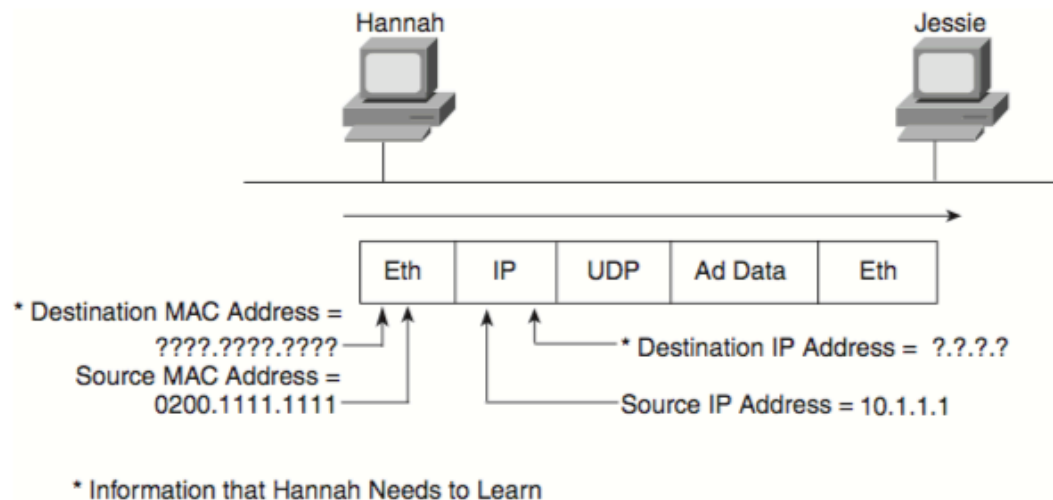 Hannah
Jessie
Eth
IP
UDP
Ad Data
Eth
* Destination MAC Address =
????.????.????
Source MAC Address =
0200.1111.1111
* Destination IP Address = ?.?.?.?
Source IP Address = 10.1.1.1
* Information that Hannah Needs to Learn